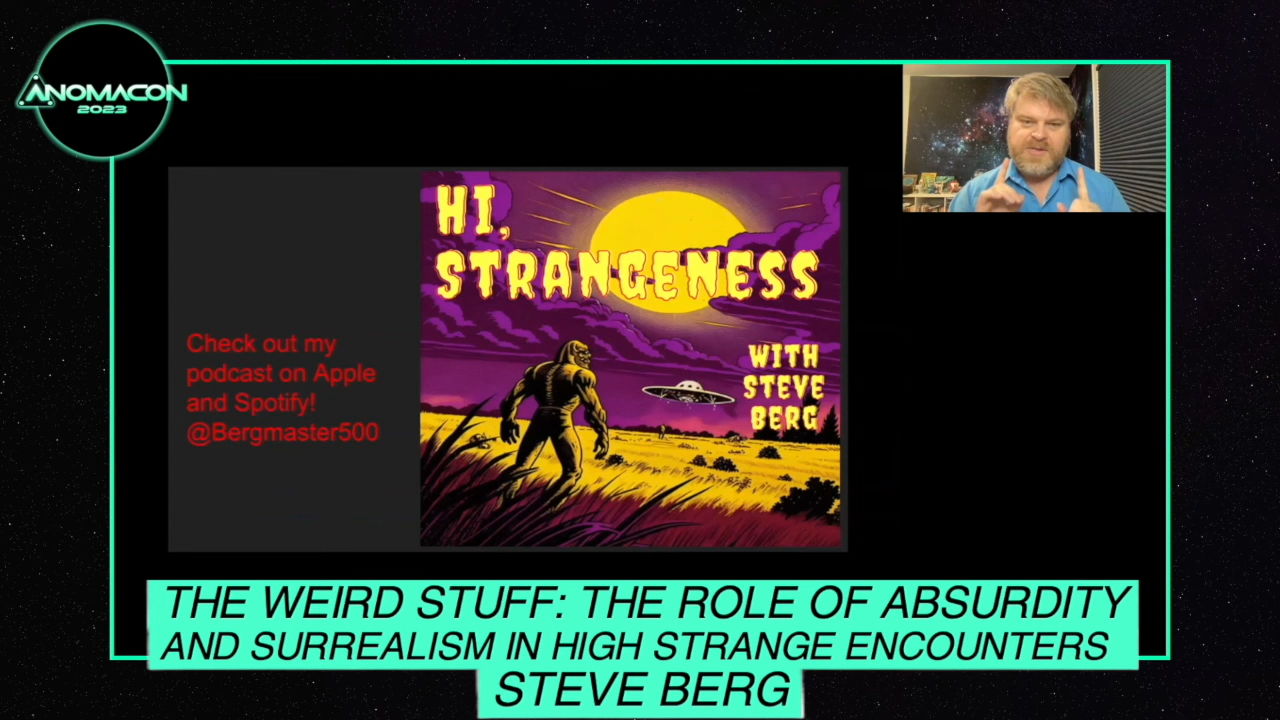 ANOMACON
2023
HI,
STRANGENESS
WITH
STEVE
BERG
Check out my
podcast on Apple
and Spotify!
@Bergmaster500
THE WEIRD STUFF: THE ROLE OF ABSURDITY
AND SURREALISM IN HIGH STRANGE ENCOUNTERS
STEVE BERG